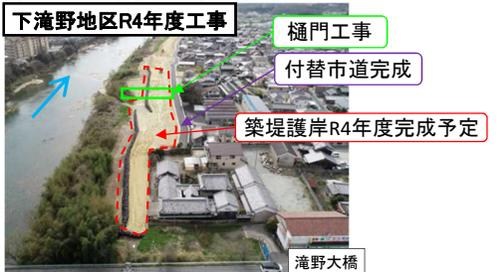 下滝野地区R4年度工事
樋門工事
付替市道完成
築堤護岸R4年度完成予定
滝野大橋